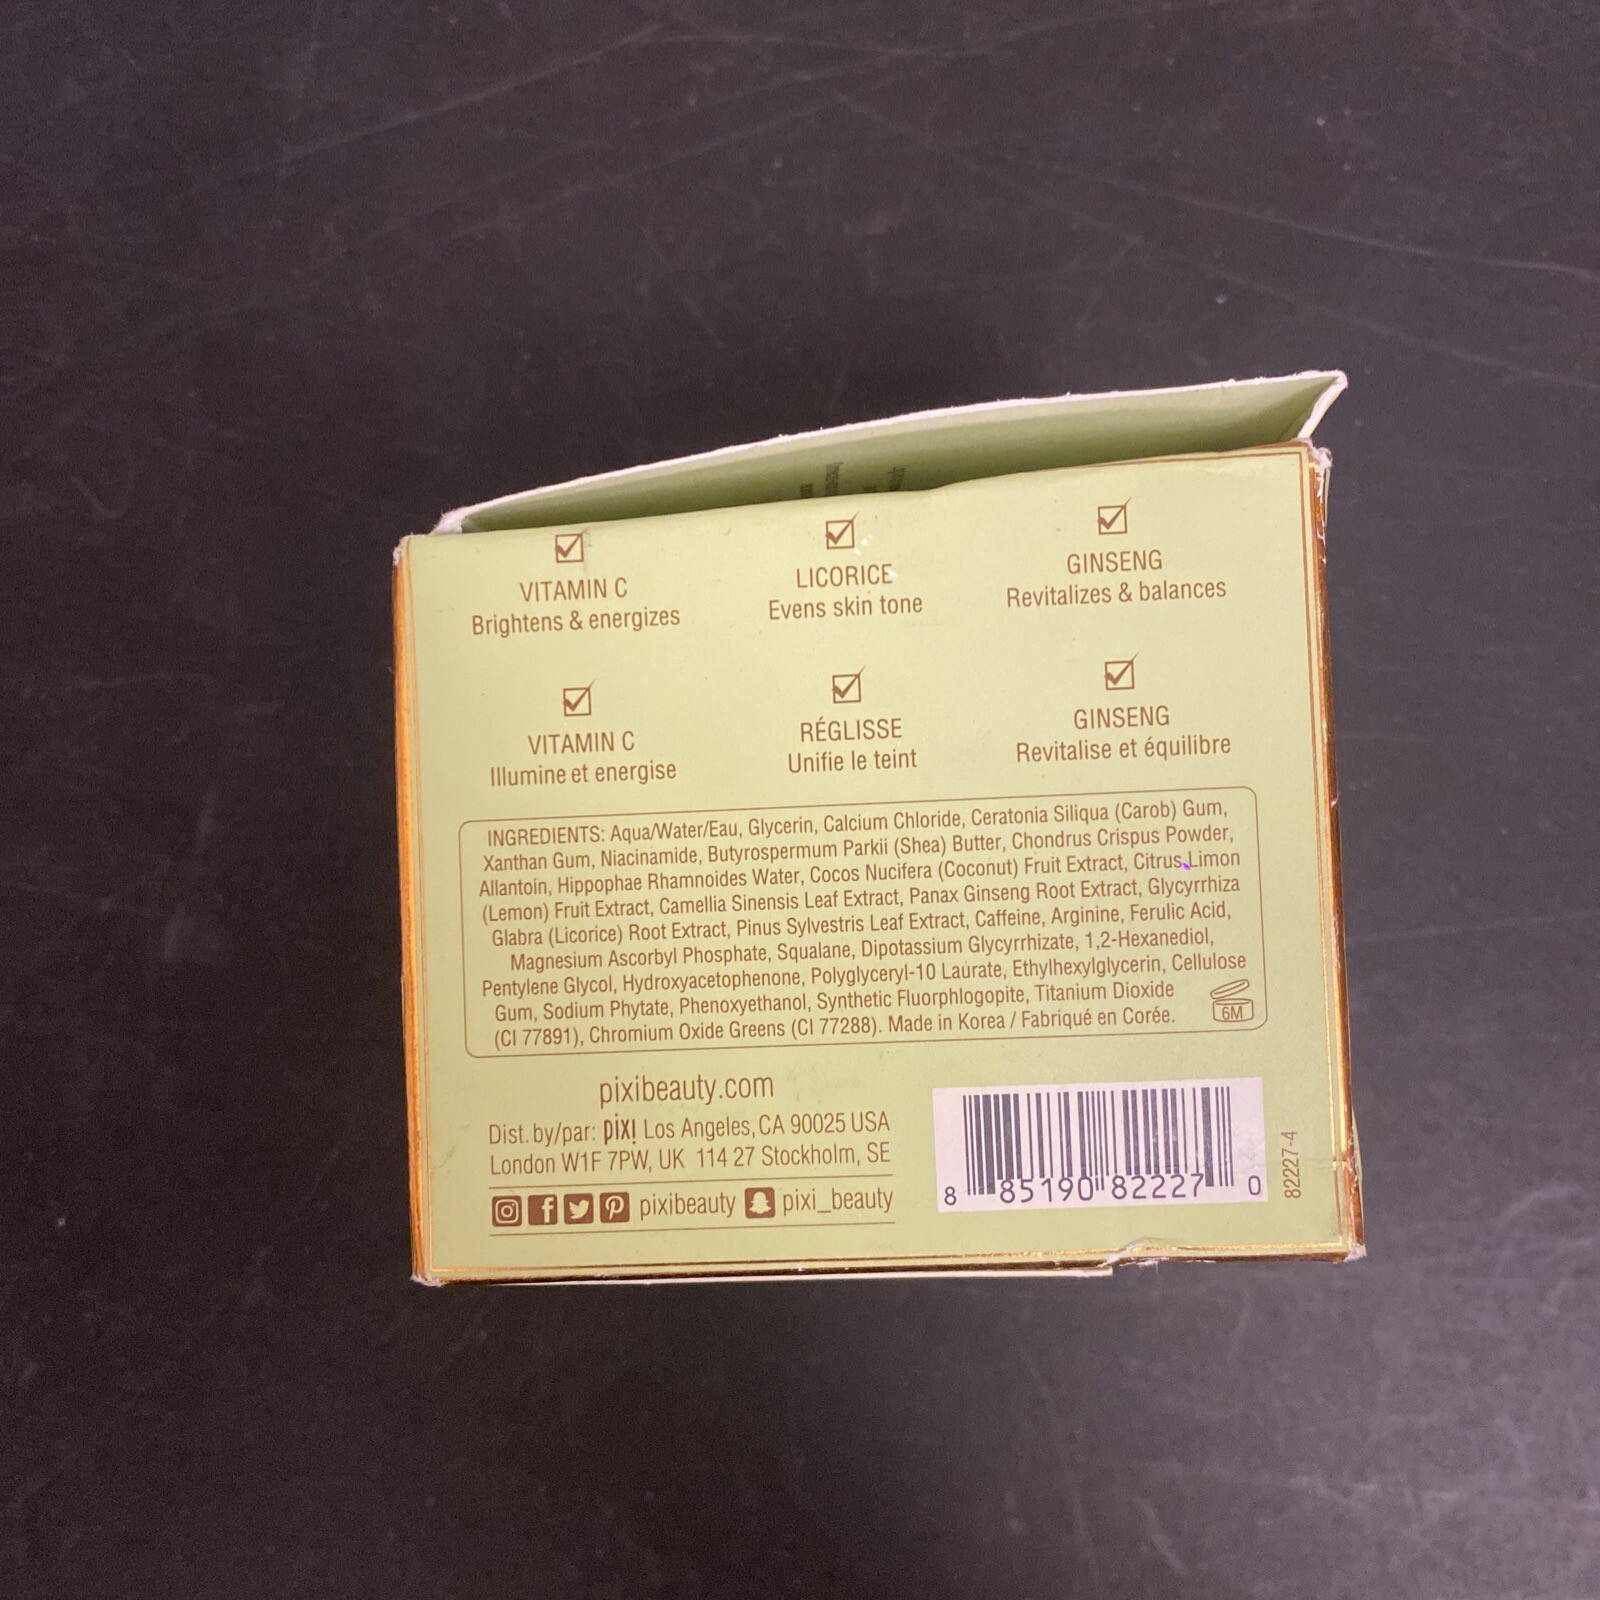 VITAMIN C
Brightens & energizes
LICORICE
Evens skin tone
GINSENG
Revitalizes & balances
VITAMIN C
Illumine et energise
RÉGLISSE
Unifie le teint
GINSENG
Revitalise et équilibre
INGREDIENTS: Aqua/Water/Eau, Glycerin, Calcium Chloride, Ceratonia Siliqua (Carob) Gum,
Xanthan Gum, Niacinamide, Butyrospermum Parkii (Shea) Butter, Chondrus Crispus Powder,
Allantoin, Hippophae Rhamnoides Water, Cocos Nucifera (Coconut) Fruit Extract, Citrus Limon
(Lemon) Fruit Extract, Camellia Sinensis Leaf Extract, Panax Ginseng Root Extract, Glycyrrhiza
Glabra (Licorice) Root Extract, Pinus Sylvestris Leaf Extract, Caffeine, Arginine, Ferulic Acid,
Magnesium Ascorbyl Phosphate, Squalane, Dipotassium Glycyrrhizate, 1,2-Hexanediol,
Pentylene Glycol, Hydroxyacetophenone, Polyglyceryl-10 Laurate, Ethylhexylglycerin, Cellulose
Gum, Sodium Phytate, Phenoxyethanol, Synthetic Fluorphlogopite, Titanium Dioxide
(CI 77891), Chromium Oxide Greens (CI 77288). Made in Korea / Fabriqué en Corée.
6M
pixibeauty.com
Dist. by/par: pixi Los Angeles, CA 90025 USA
London W1F 7PW, UK 114 27 Stockholm, SE
pixibeauty pixi_beauty
8 85190 82227 0
82227-4